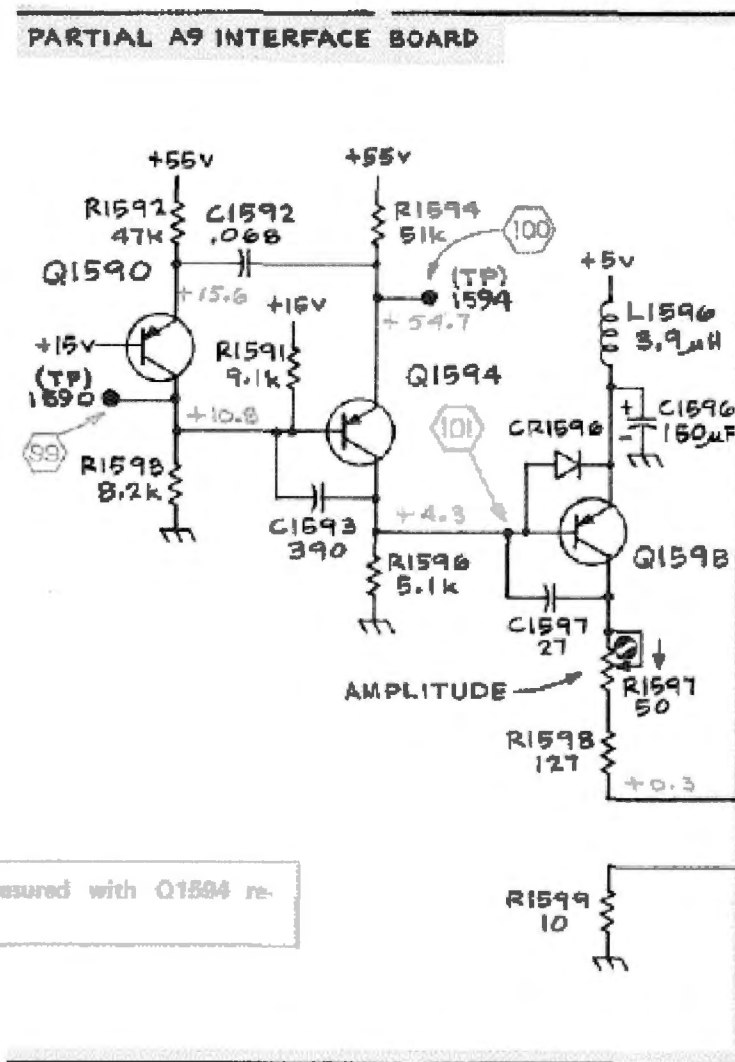 PARTIAL A9 INTERFACE BOARD
+55V
+55V
R1592
47K
C1592
.068
R1594
51K
100
Q1590
+15.6
+15V
(TP)
1594
+5V
+54.7
L1596
3.9µH
+15V
(TP)
1590
R1591
9.1K
Q1594
99
+10.8
101
CR1596
+
-
C1596
150µF
R1593
8.2K
C1593
390
+4.3
R1596
5.1K
Q1598
C1597
27
AMPLITUDE
R1597
50
R1598
127
+0.3
asured with Q1594 re-
R1599
10